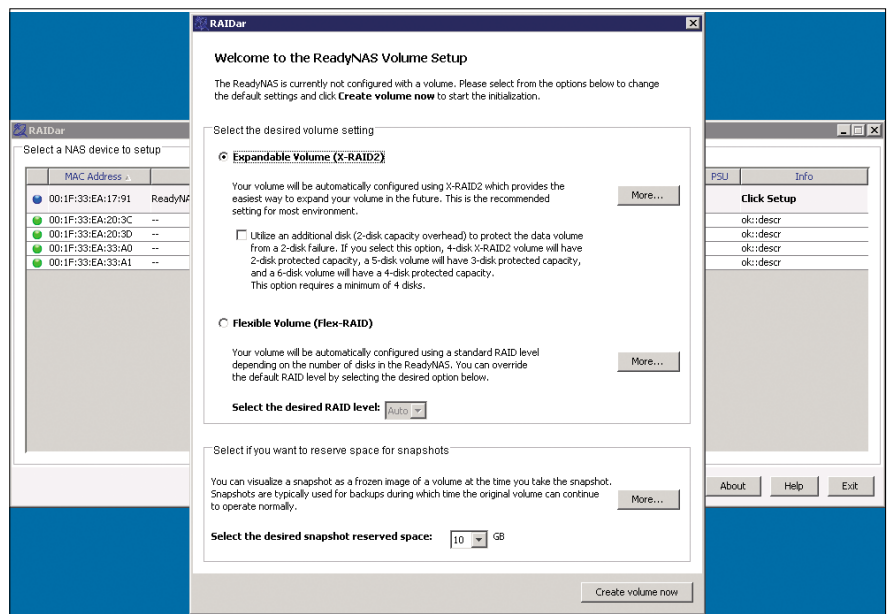 RAIDar
Welcome to the ReadyNAS Volume Setup
The ReadyNAS is currently not configured with a volume. Please select from the options below to change
the default settings and click Create volume now to start the initialization.
Select the desired volume setting
Expandable Volume (X-RAID2)
Your volume will be automatically configured using X-RAID2 which provides the
easiest way to expand your volume in the future. This is the recommended
setting for most environment.
More...
Utilize an additional disk (2-disk capacity overhead) to protect the data volume
from a 2-disk failure. If you select this option, 4-disk X-RAID2 volume will have
2-disk protected capacity, a 5-disk volume will have 3-disk protected capacity,
and a 6-disk volume will have a 4-disk protected capacity.
This option requires a minimum of 4 disks.
Flexible Volume (Flex-RAID)
Your volume will be automatically configured using a standard RAID level
depending on the number of disks in the ReadyNAS. You can override
the default RAID level by selecting the desired option below.
More...
Select the desired RAID level: Auto
Select if you want to reserve space for snapshots
You can visualize a snapshot as a frozen image of a volume at the time you take the snapshot.
Snapshots are typically used for backups during which time the original volume can continue
to operate normally.
More...
Select the desired snapshot reserved space: 10 GB
Create volume now
RAIDar
Select a NAS device to setup
MAC Address PSU Info
00:1F:33:EA:17:91 ReadyNA Click Setup
00:1F:33:EA:20:3C -- ok::descr
00:1F:33:EA:20:3D -- ok::descr
00:1F:33:EA:33:A0 -- ok::descr
00:1F:33:EA:33:A1 -- ok::descr
About Help Exit